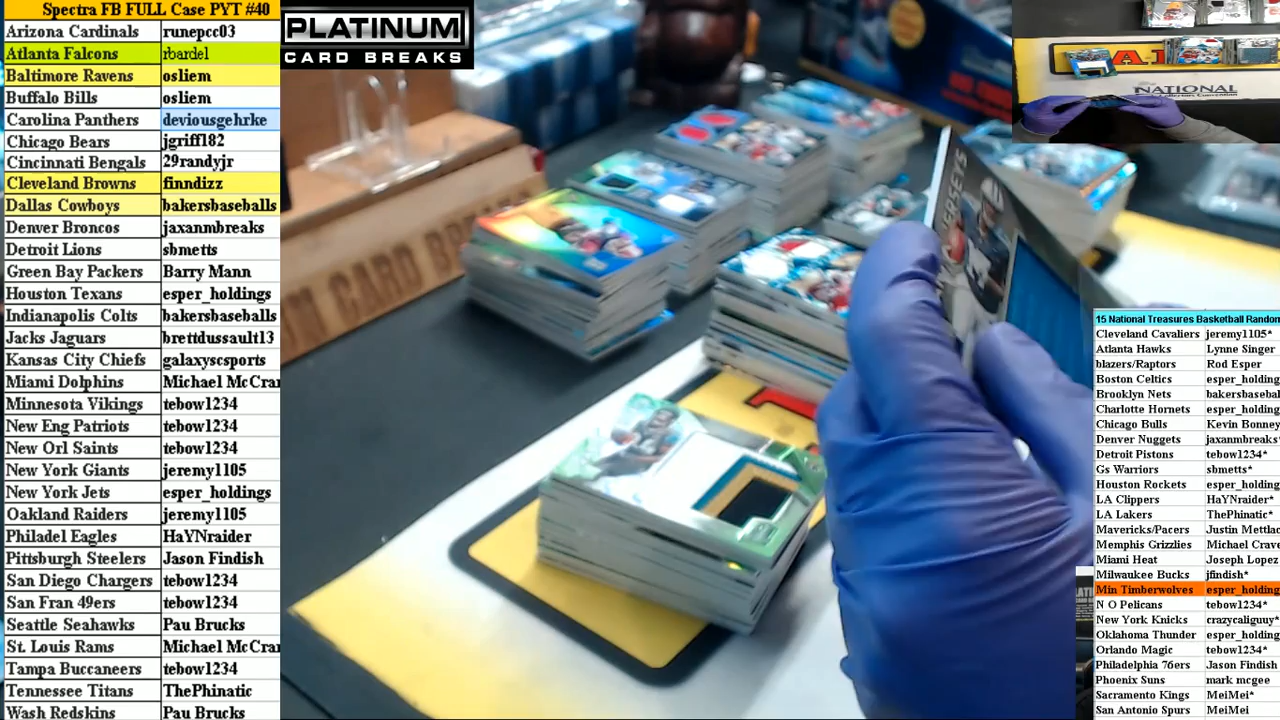 Spectra FB FULL Case PYT #40
Arizona Cardinals runepcc03
Atlanta Falcons rbardel
Baltimore Ravens osliem
Buffalo Bills osliem
Carolina Panthers deviousgehrke
Chicago Bears jgriff182
Cincinnati Bengals 29randyjr
Cleveland Browns finndizz
Dallas Cowboys bakersbaseballs
Denver Broncos jaxanmbreaks
Detroit Lions sbmetts
Green Bay Packers Barry Mann
Houston Texans esper_holdings
Indianapolis Colts bakersbaseballs
Jacks Jaguars brettdussault13
Kansas City Chiefs galaxyscsports
Miami Dolphins Michael McCra
Minnesota Vikings tebow1234
New Eng Patriots tebow1234
New Orl Saints tebow1234
New York Giants jeremy1105
New York Jets esper_holdings
Oakland Raiders jeremy1105
Philadel Eagles HaYNraider
Pittsburgh Steelers Jason Findish
San Diego Chargers tebow1234
San Fran 49ers tebow1234
Seattle Seahawks Pau Brucks
St. Louis Rams Michael McCra
Tampa Buccaneers tebow1234
Tennessee Titans ThePhinatic
Wash Redskins Pau Brucks
PLATINUM
CARD BREAKS
CARD BREA
NATIONAL
15 National Treasures Basketball Random
Cleveland Cavaliers jeremy1105*
Atlanta Hawks Lynne Singer
blazers/Raptors Rod Esper
Boston Celtics esper_holding
Brooklyn Nets bakersbasebal
Charlotte Hornets esper_holding
Chicago Bulls Kevin Bonney
Denver Nuggets jaxanmbreaks
Detroit Pistons tebow1234*
Gs Warriors sbmetts*
Houston Rockets esper_holding
LA Clippers HaYNraider*
LA Lakers ThePhinatic*
Mavericks/Pacers Justin Mettlac
Memphis Grizzlies Michael Crave
Miami Heat Joseph Lopez
Milwaukee Bucks jfindish*
Min Timberwolves esper_holding
N O Pelicans tebow1234*
New York Knicks crazycaliguuy*
Oklahoma Thunder esper_holding
Orlando Magic tebow1234*
Philadelphia 76ers Jason Findish
Phoenix Suns mark mcgee
Sacramento Kings MeiMei*
San Antonio Spurs MeiMei